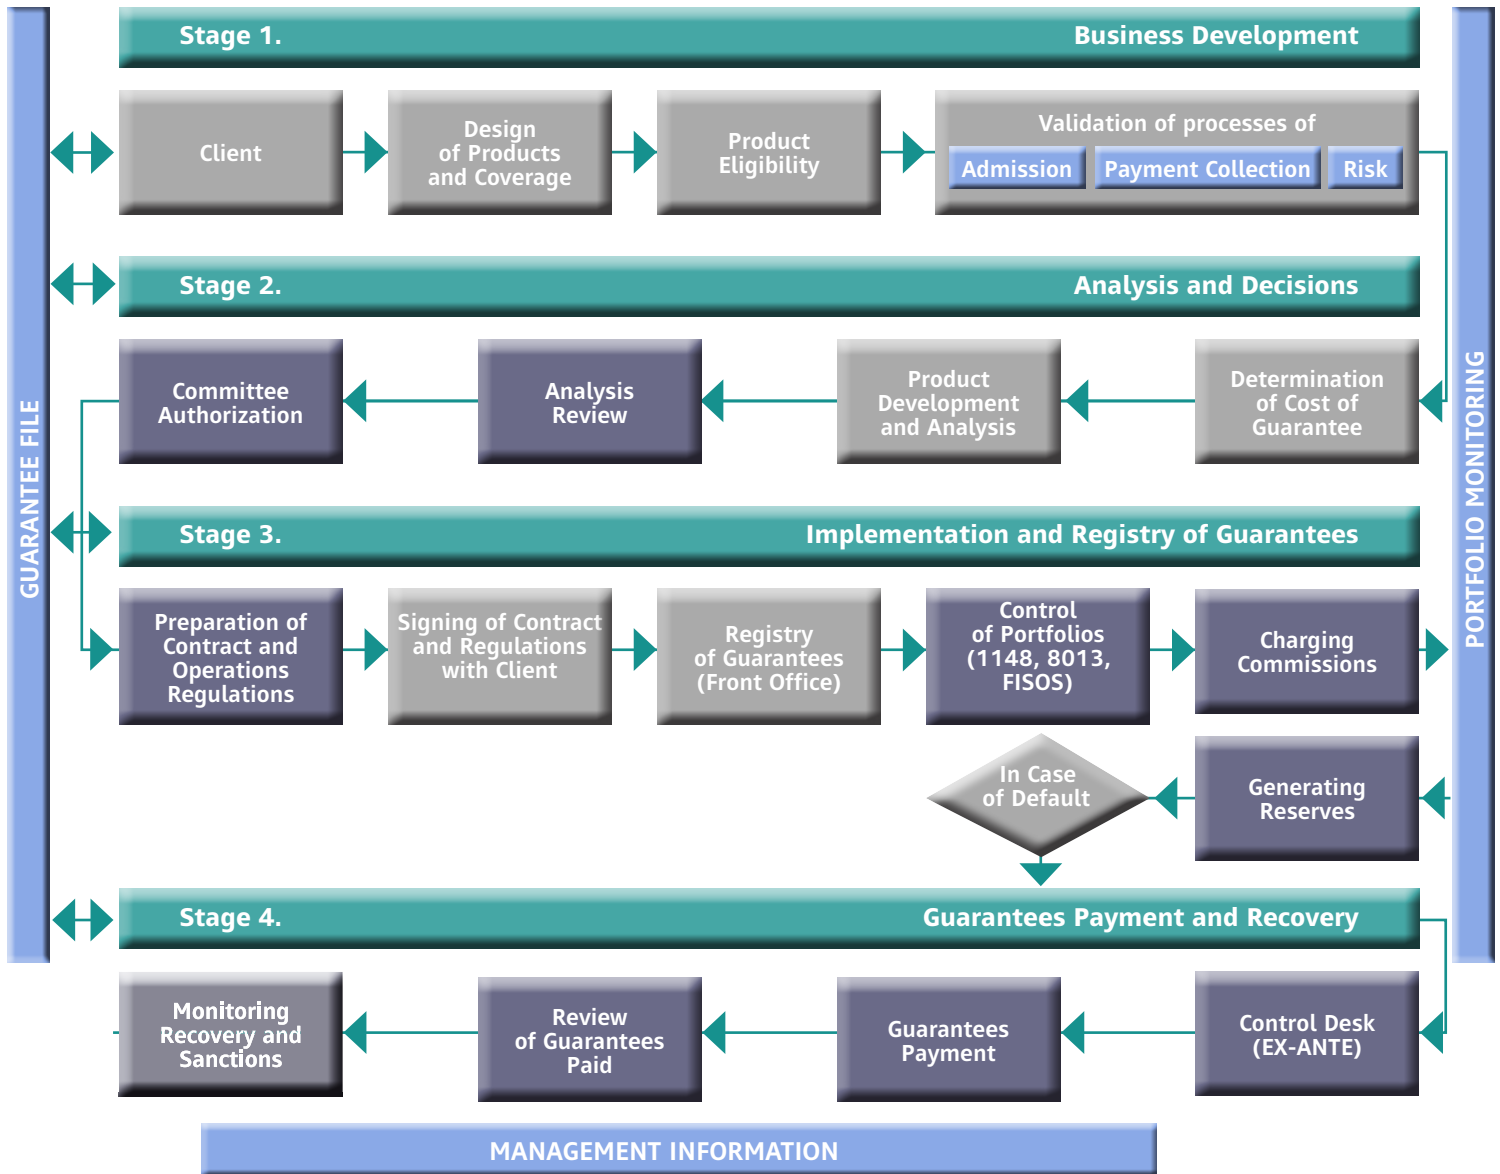 Stage 1. Business Development
Client
Design
of Products
and Coverage
Product
Eligibility
Validation of processes of
Admission Payment Collection Risk
Stage 2. Analysis and Decisions
Committee
Authorization
Analysis
Review
Product
Development
and Analysis
Determination
of Cost of
Guarantee
GUARANTEE FILE
PORTFOLIO MONITORING
Stage 3. Implementation and Registry of Guarantees
Preparation of
Contract and
Operations
Regulations
Signing of Contract
and Regulations
with Client
Registry
of Guarantees
(Front Office)
Control
of Portfolios
(1148, 8013,
FISOS)
Charging
Commissions
In Case
of Default
Generating
Reserves
Stage 4. Guarantees Payment and Recovery
Monitoring
Recovery and
Sanctions
Review
of Guarantees
Paid
Guarantees
Payment
Control Desk
(EX-ANTE)
MANAGEMENT INFORMATION